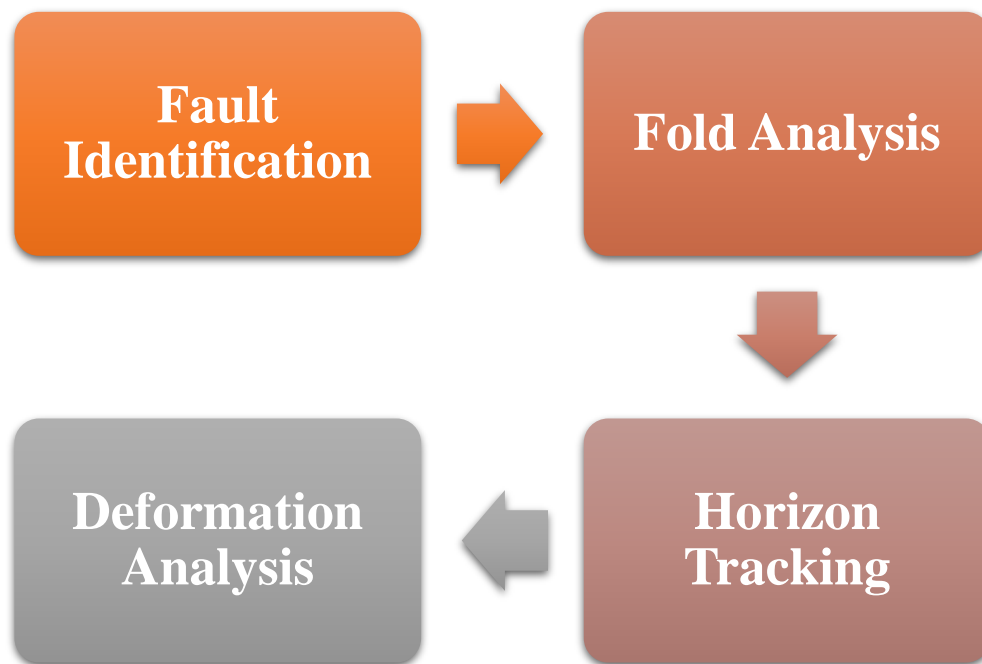 Fault
Identification
Fold Analysis
Horizon
Tracking
Deformation
Analysis